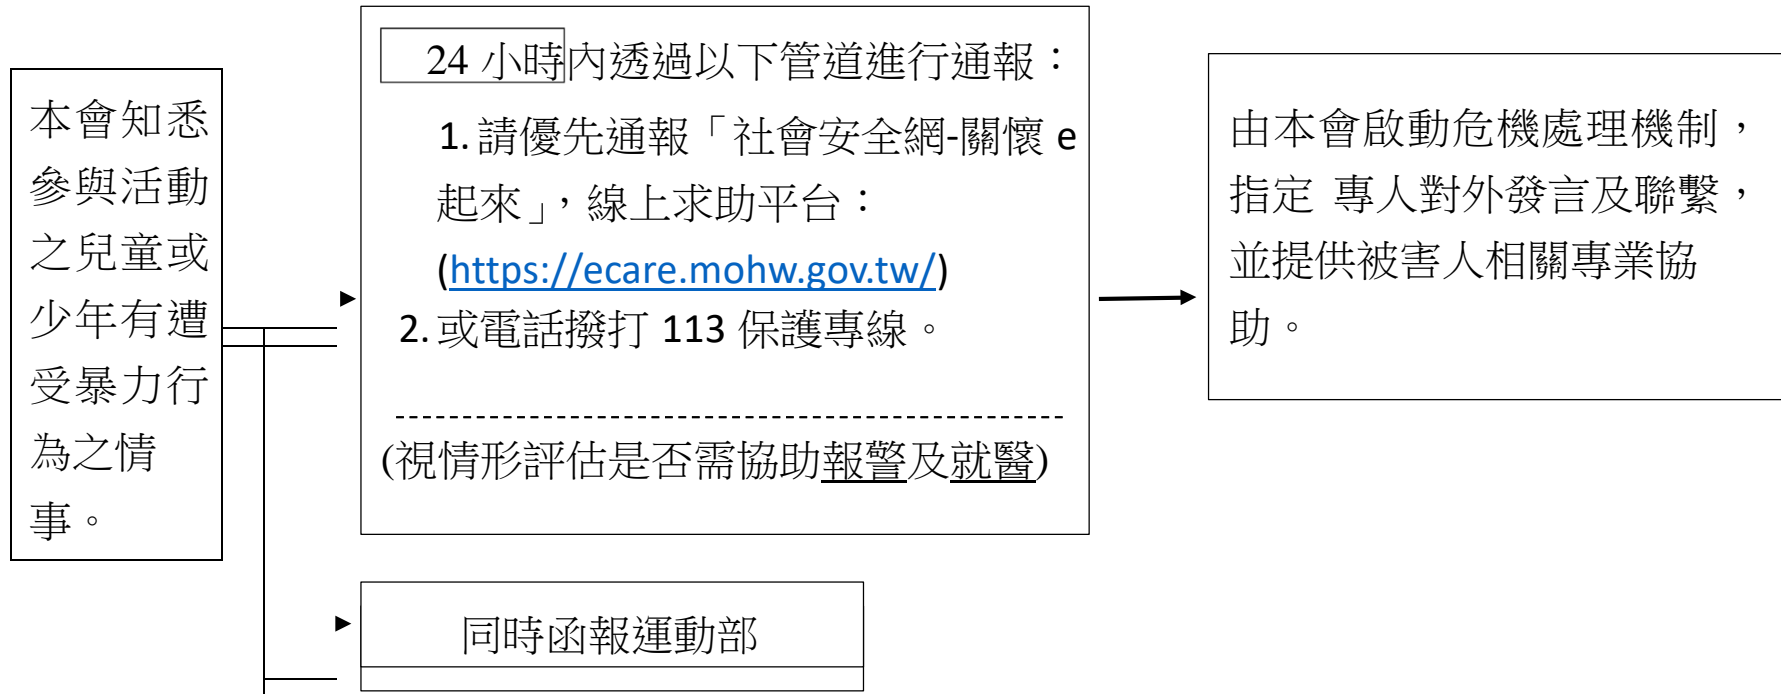 本會知悉
參與活動
之兒童或
少年有遭
受暴力行
為之情
事。
24 小時內透過以下管道進行通報：
1. 請優先通報「社會安全網-關懷 e
起來」，線上求助平台：
(https://ecare.mohw.gov.tw/)
2. 或電話撥打 113 保護專線。
--------------------------------------------------
(視情形評估是否需協助報警及就醫)
由本會啟動危機處理機制，
指定 專人對外發言及聯繫，
並提供被害人相關專業協
助。
同時函報運動部